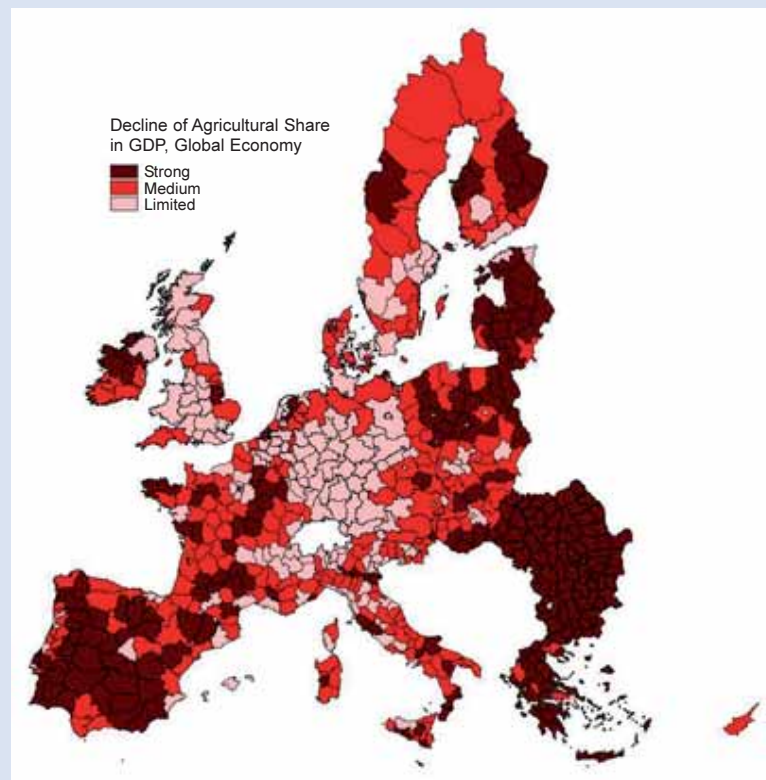 Decline of Agricultural Share
in GDP, Global Economy
Strong
Medium
Limited